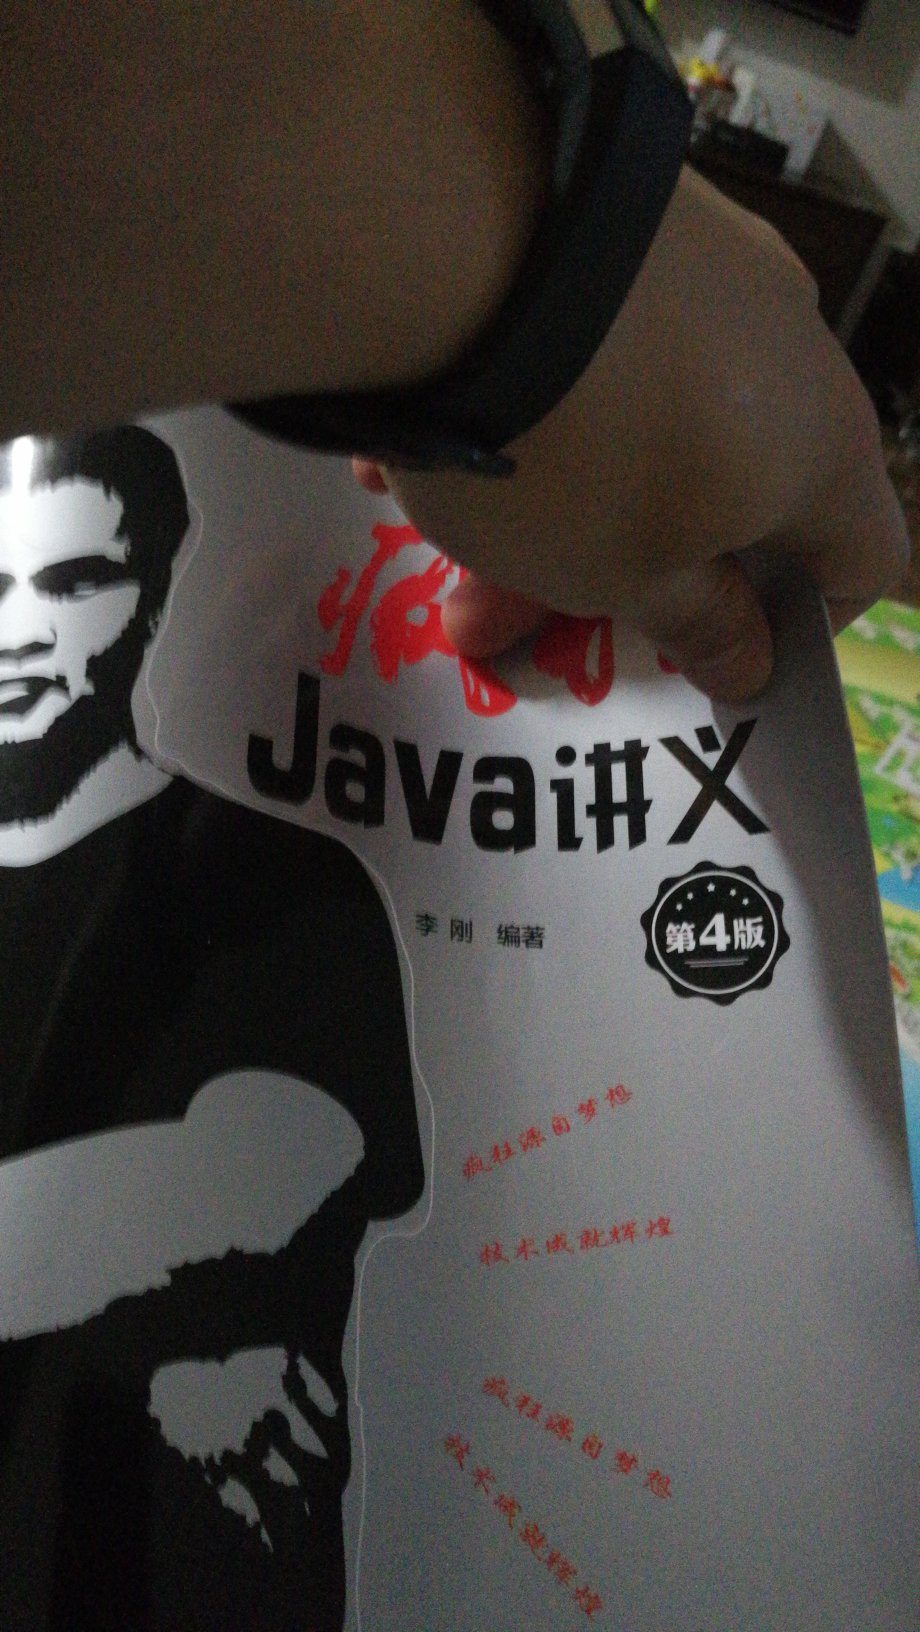 疯
Java讲义
李刚 编著
第4版
疯狂源自梦想
技术成就辉煌
疯狂源自梦想
技术成就辉煌